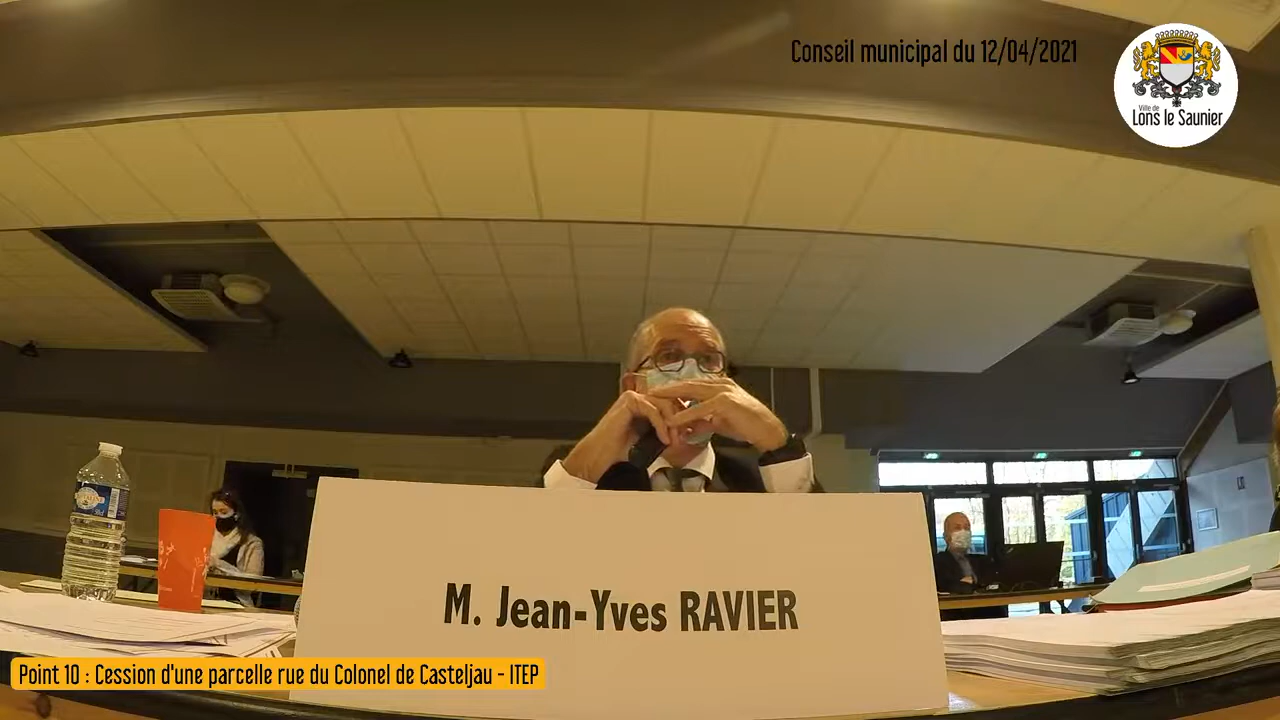 Conseil municipal du 12/04/2021
Ville de
Lons le Saunier
M. Jean-Yves RAVIER
Point 10 : Cession d'une parcelle rue du Colonel de Casteljau - ITEP